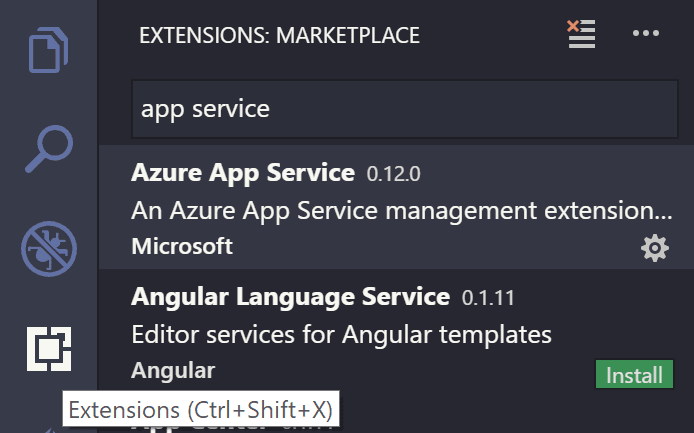 EXTENSIONS: MARKETPLACE
app service
Azure App Service 0.12.0
An Azure App Service management extension...
Microsoft
Angular Language Service 0.1.11
Editor services for Angular templates
Angular
Install
Extensions (Ctrl+Shift+X)